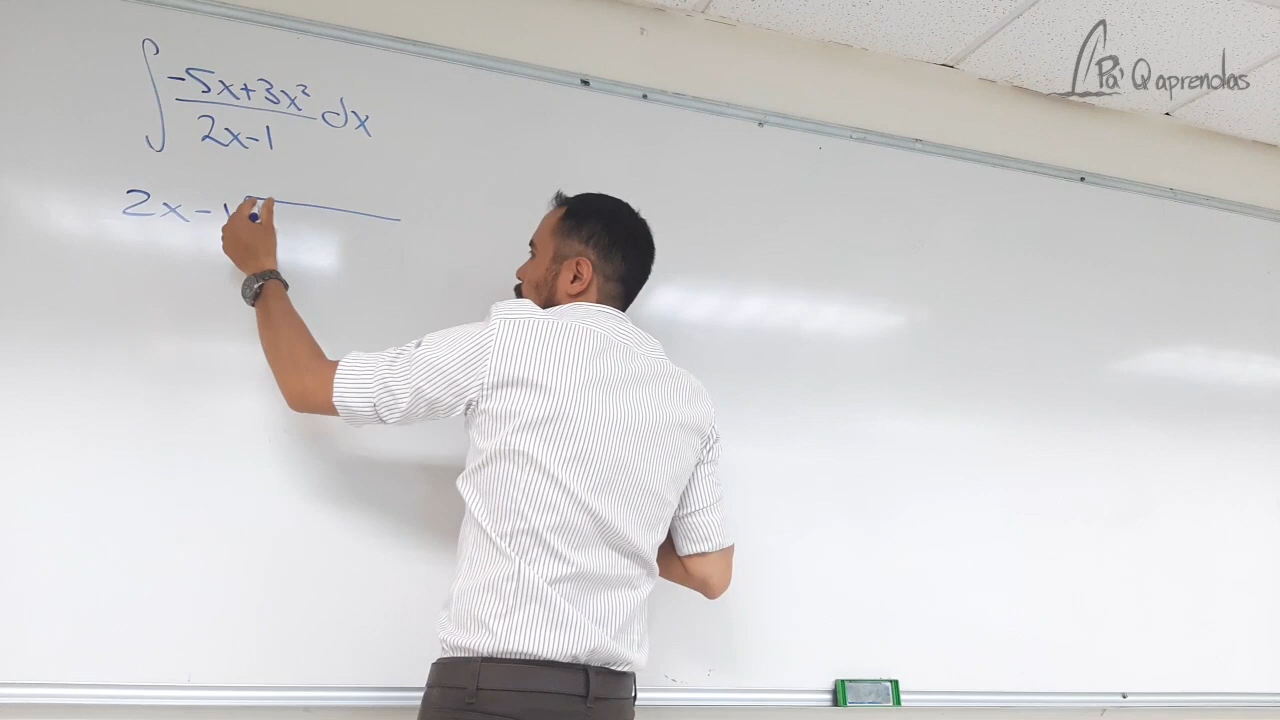 Pa' Q aprendas
∫ -5x+3x² / 2x-1 dx
2x-1